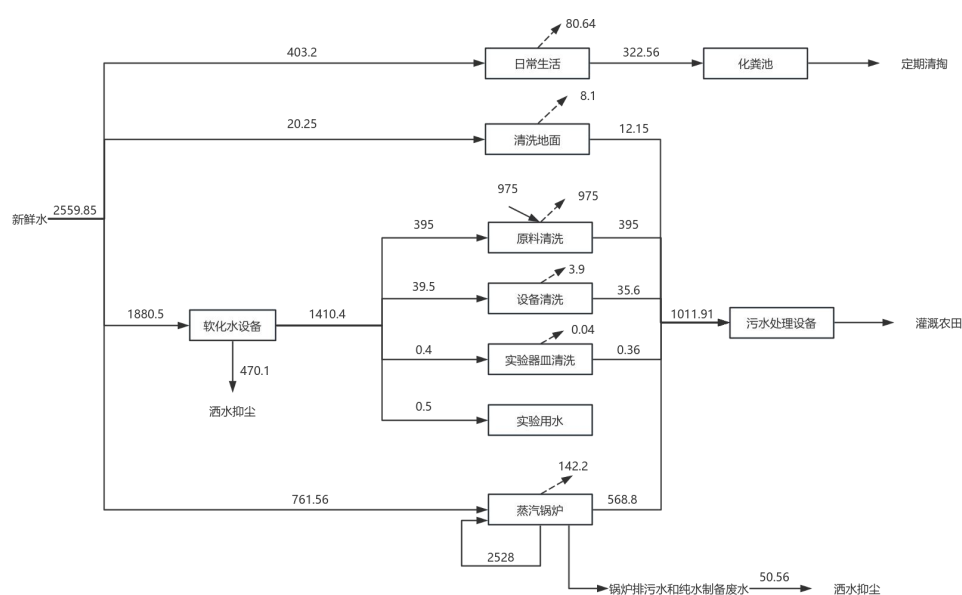 80.64
403.2
日常生活
322.56
化粪池
定期清掏
8.1
20.25
清洗地面
12.15
975
975
新鲜水
2559.85
395
原料清洗
395
3.9
39.5
设备清洗
35.6
1880.5
软化水设备
1410.4
1011.91
污水处理设备
灌溉农田
0.04
0.4
实验器皿清洗
0.36
470.1
洒水抑尘
0.5
实验用水
142.2
761.56
蒸汽锅炉
568.8
2528
锅炉排污水和纯水制备废水
50.56
洒水抑尘